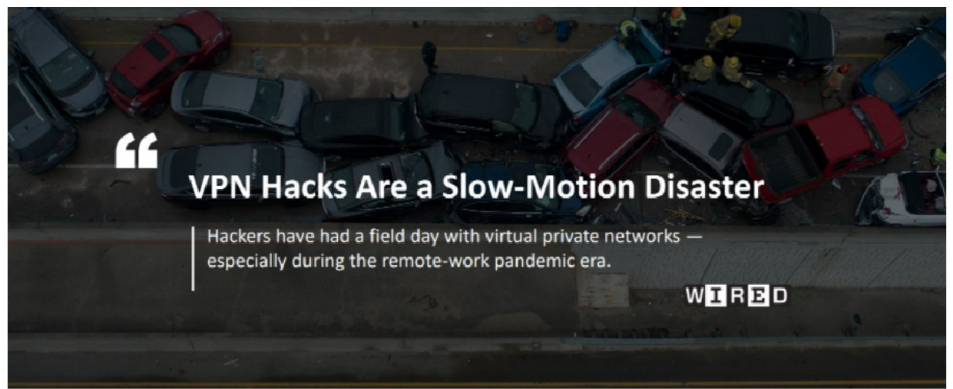 “
VPN Hacks Are a Slow-Motion Disaster
Hackers have had a field day with virtual private networks —
especially during the remote-work pandemic era.
WIRED